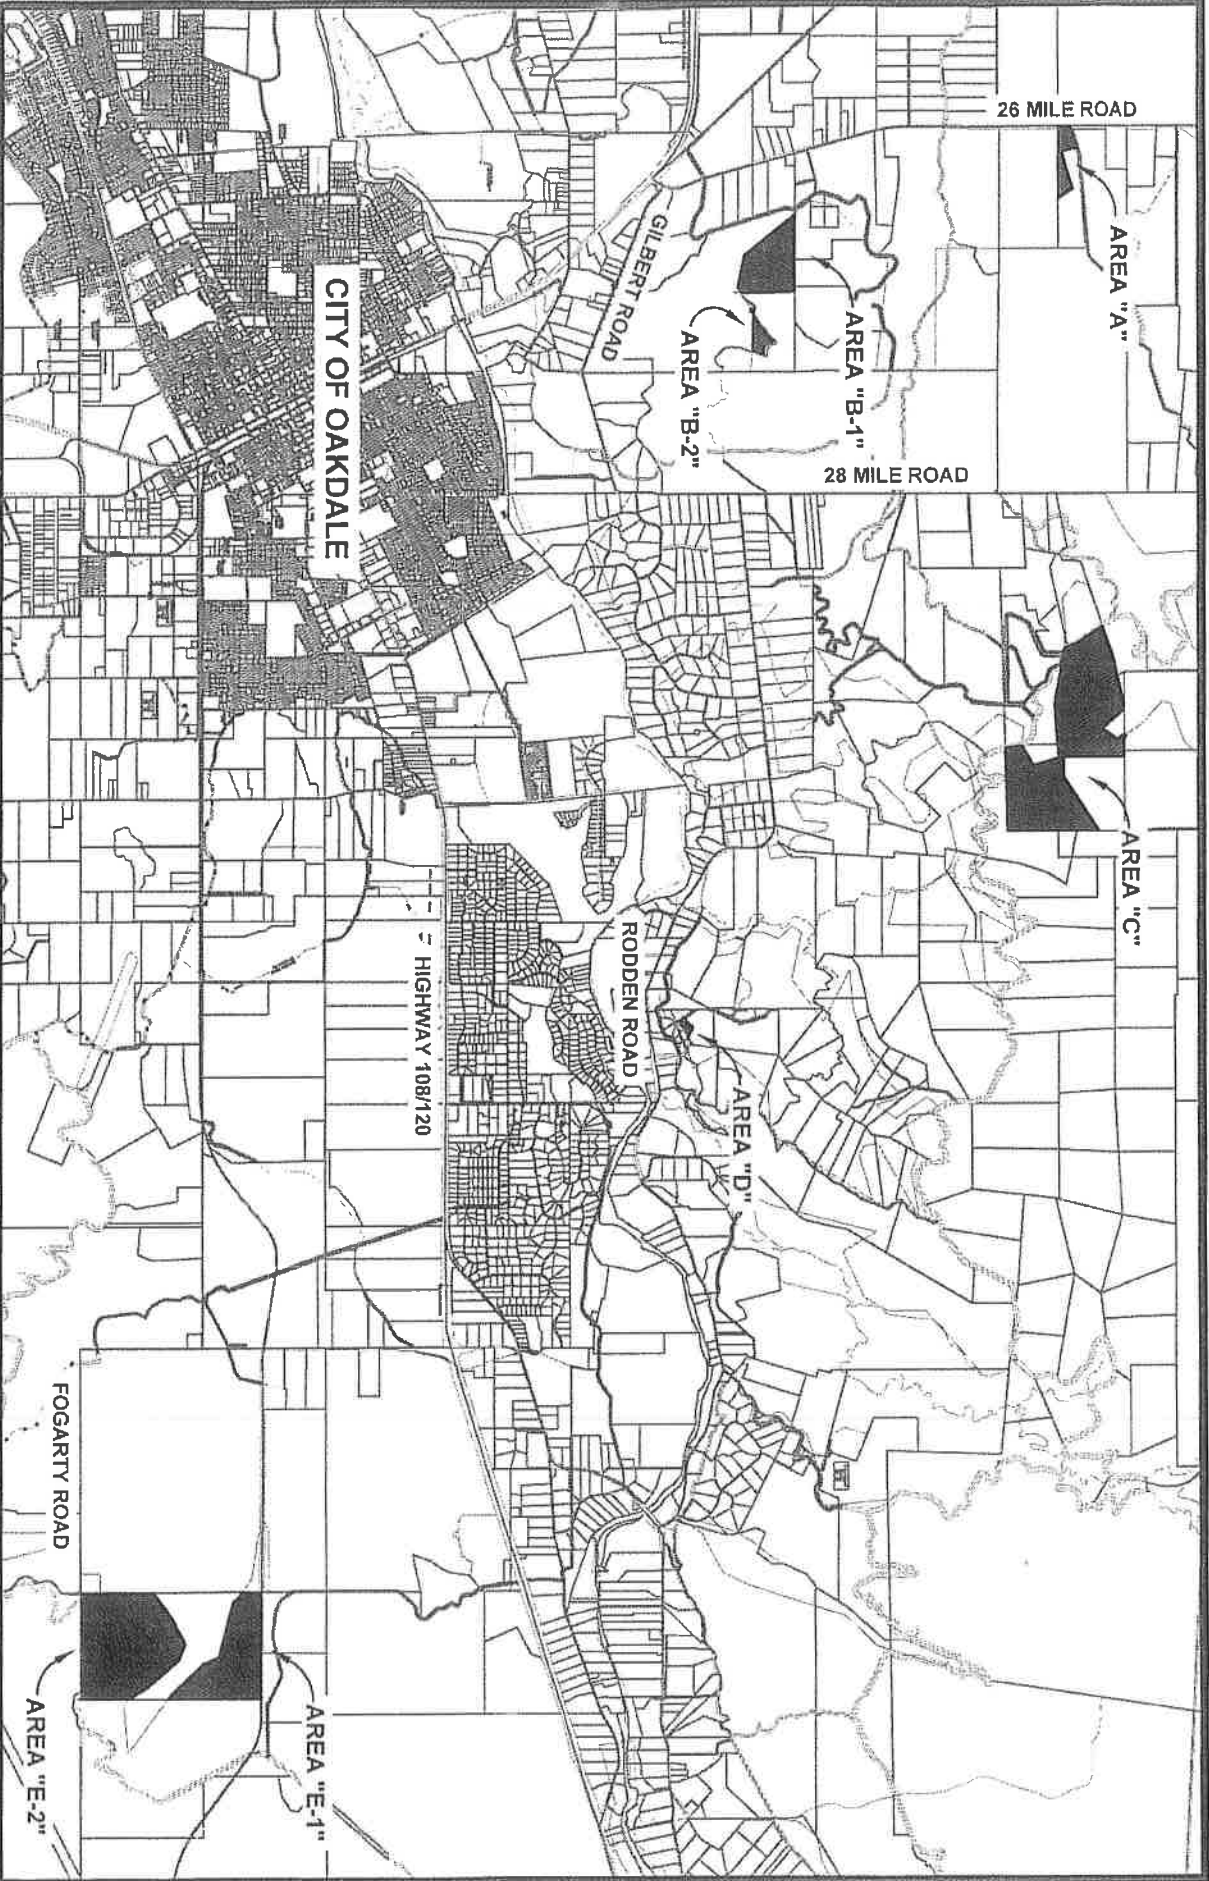 26 MILE ROAD
AREA "A"
GILBERT ROAD
AREA "B-1"
AREA "B-2"
28 MILE ROAD
CITY OF OAKDALE
AREA "C"
RODDEN ROAD
HIGHWAY 108/120
AREA "D"
FOGARTY ROAD
AREA "E-1"
AREA "E-2"